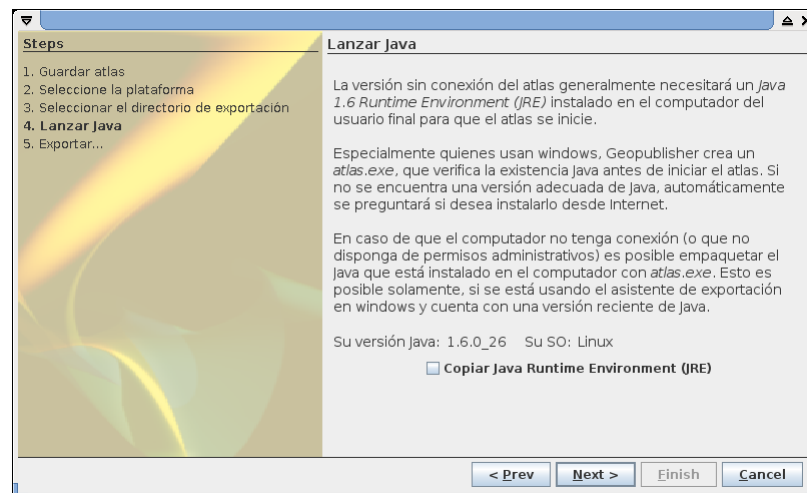 Steps
1. Guardar atlas
2. Seleccione la plataforma
3. Seleccionar el directorio de exportación
4. Lanzar Java
5. Exportar...
Lanzar Java
La versión sin conexión del atlas generalmente necesitará un Java
1.6 Runtime Environment (JRE) instalado en el computador del
usuario final para que el atlas se inicie.
Especialmente quienes usan windows, Geopublisher crea un
atlas.exe, que verifica la existencia Java antes de iniciar el atlas. Si
no se encuentra una versión adecuada de Java, automáticamente
se preguntará si desea instalarlo desde Internet.
En caso de que el computador no tenga conexión (o que no
disponga de permisos administrativos) es posible empaquetar el
Java que está instalado en el computador con atlas.exe. Esto es
posible solamente, si se está usando el asistente de exportación
en windows y cuenta con una versión reciente de Java.
Su versión Java: 1.6.0_26 Su SO: Linux
Copiar Java Runtime Environment (JRE)
< Prev Next > Finish Cancel